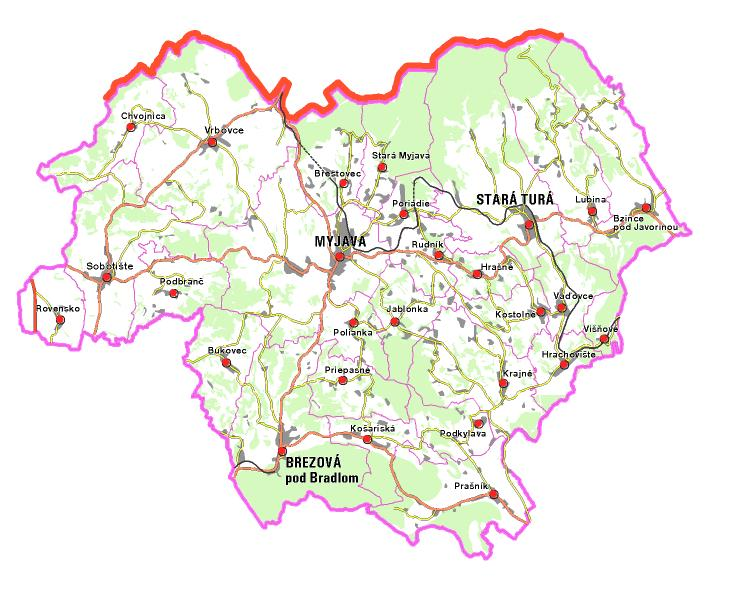 Chvojnica
Vrbovce
Stará Myjava
Brestovec
STARÁ TURÁ
Lubina
Poriadie
Bzince
pod Javorinou
MYJAVA
Rudník
Sobotište
Hrašné
Podbranč
Vaďovce
Rovensko
Jablonka
Kostolné
Polianka
Višňové
Bukovec
Hrachovište
Priepasné
Krajné
Košariská
Podkylava
BREZOVÁ
pod Bradlom
Prašník